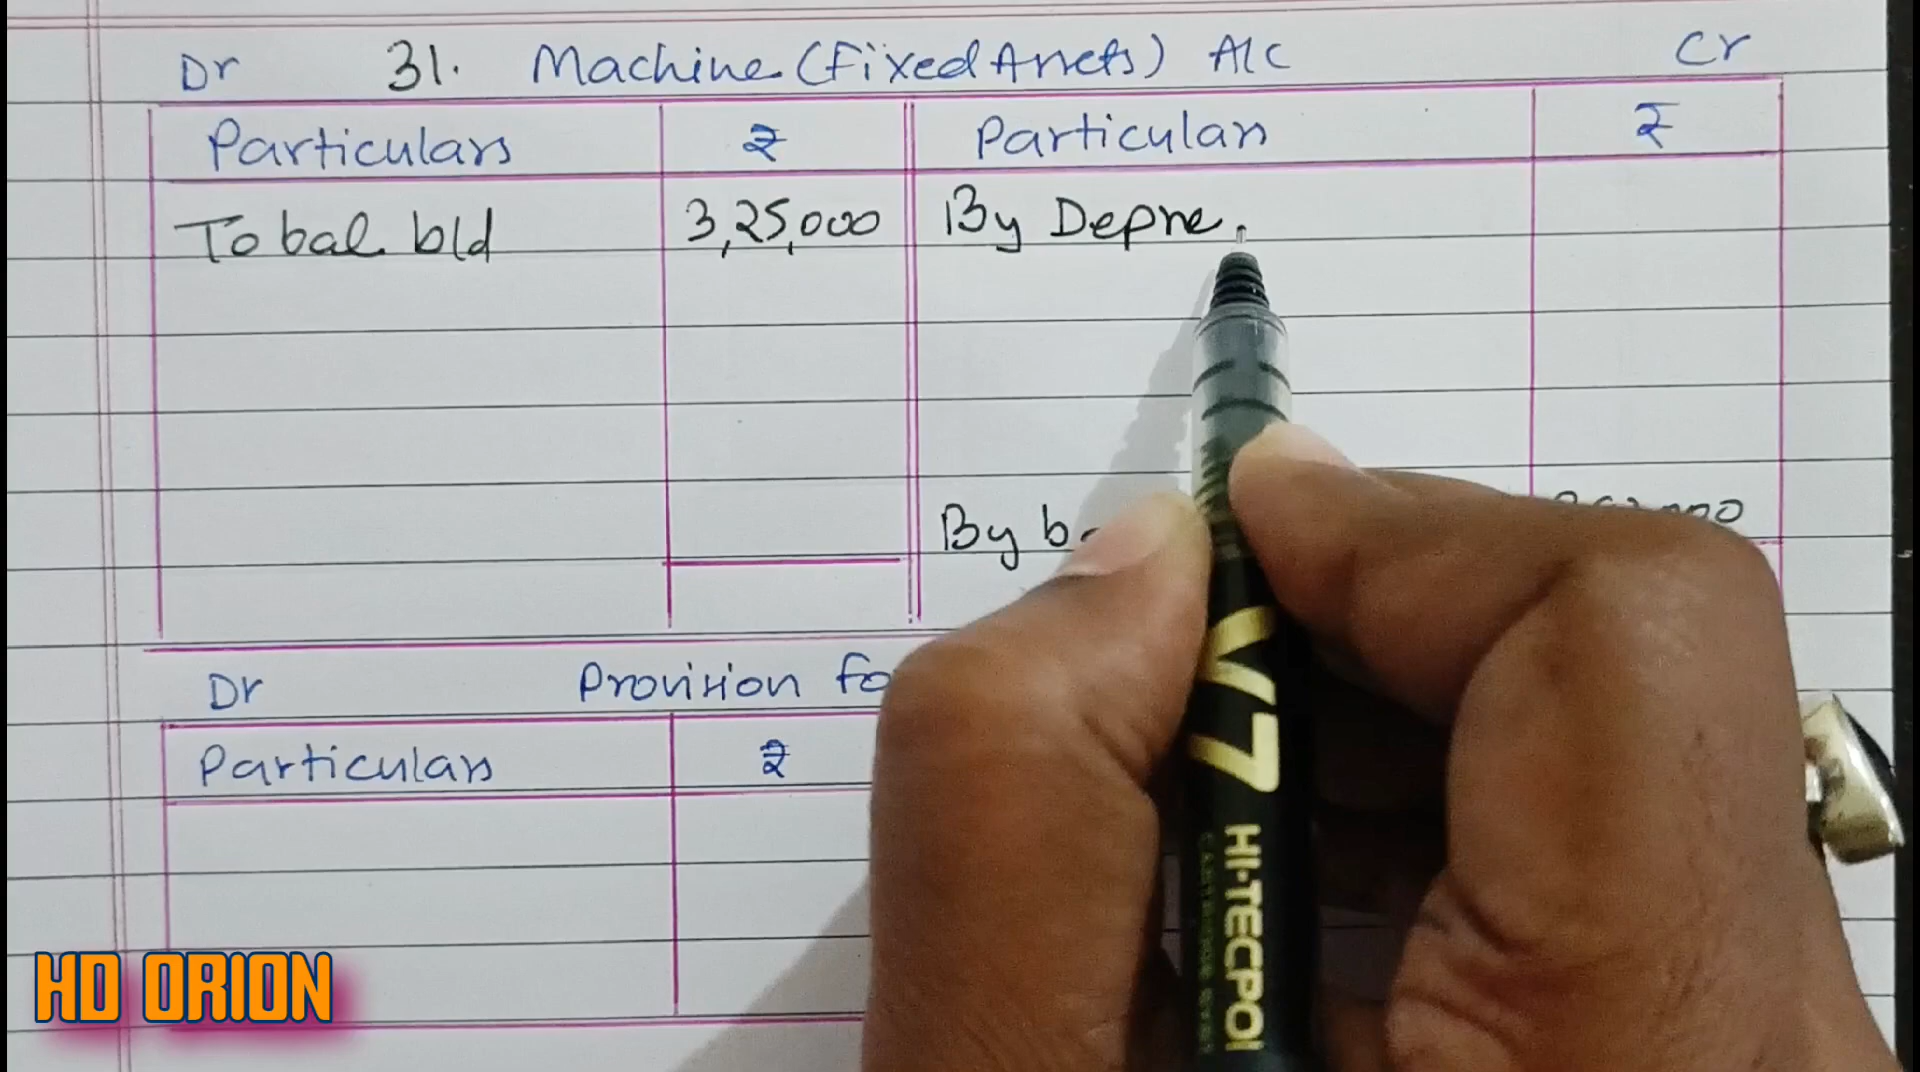 Dr 31. Machine (Fixed Assets) A/c Cr
Particulars ₹ Particulars ₹
To bal b/d 3,25,000 By Depre.
By
Dr Provision
Particulars ₹
HD ORION
V7
HI-TECPOI